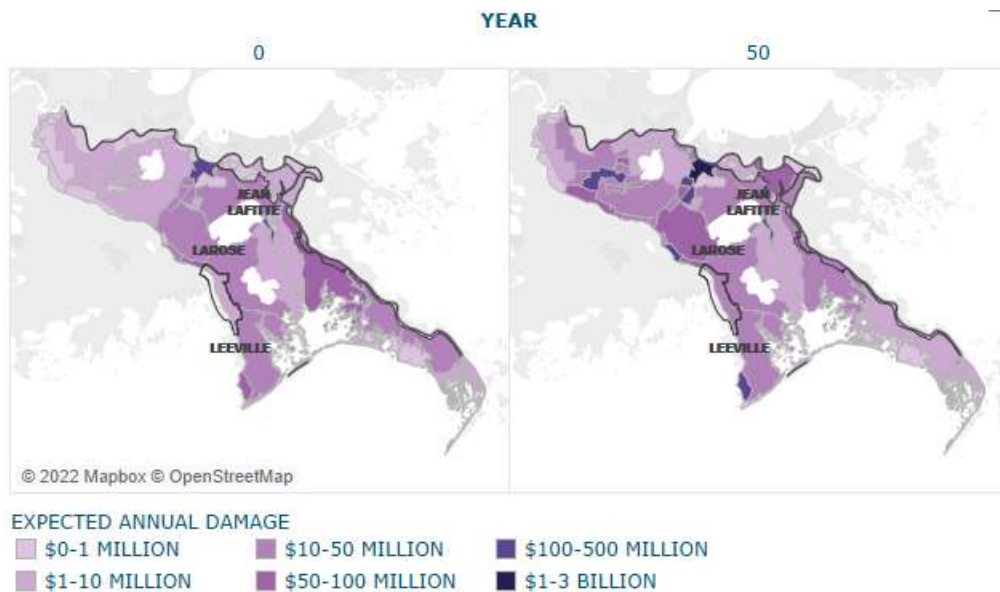 YEAR
0 50
JEAN
LAFITTE
LAROSE
LEEVILLE
JEAN
LAFITTE
LAROSE
LEEVILLE
© 2022 Mapbox © OpenStreetMap
EXPECTED ANNUAL DAMAGE
$0-1 MILLION $10-50 MILLION $100-500 MILLION
$1-10 MILLION $50-100 MILLION $1-3 BILLION